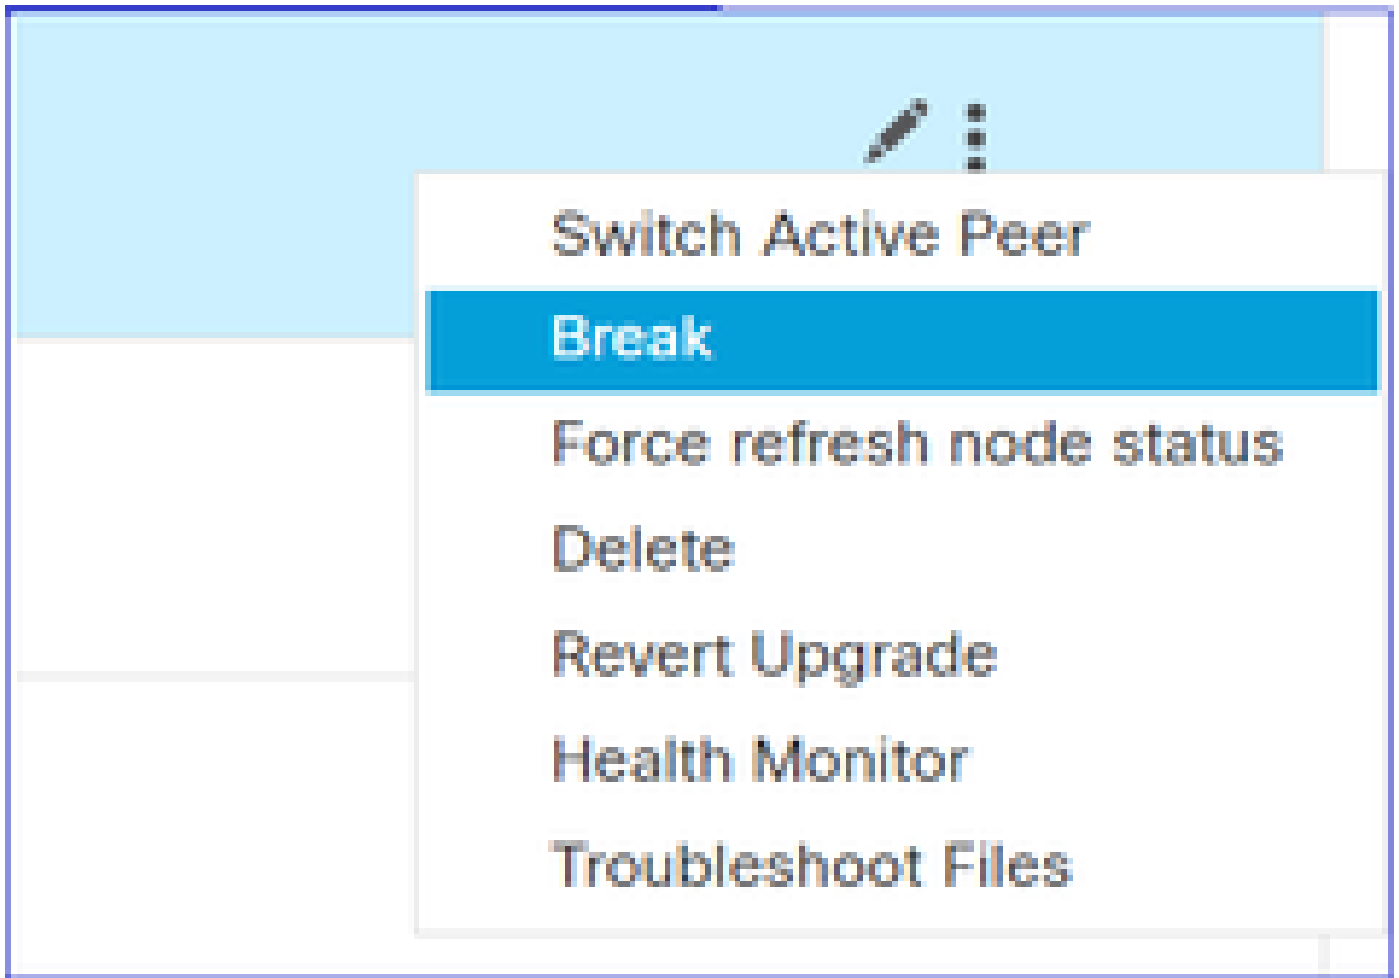 Switch Active Peer
Break
Force refresh node status
Delete
Revert Upgrade
Health Monitor
Troubleshoot Files